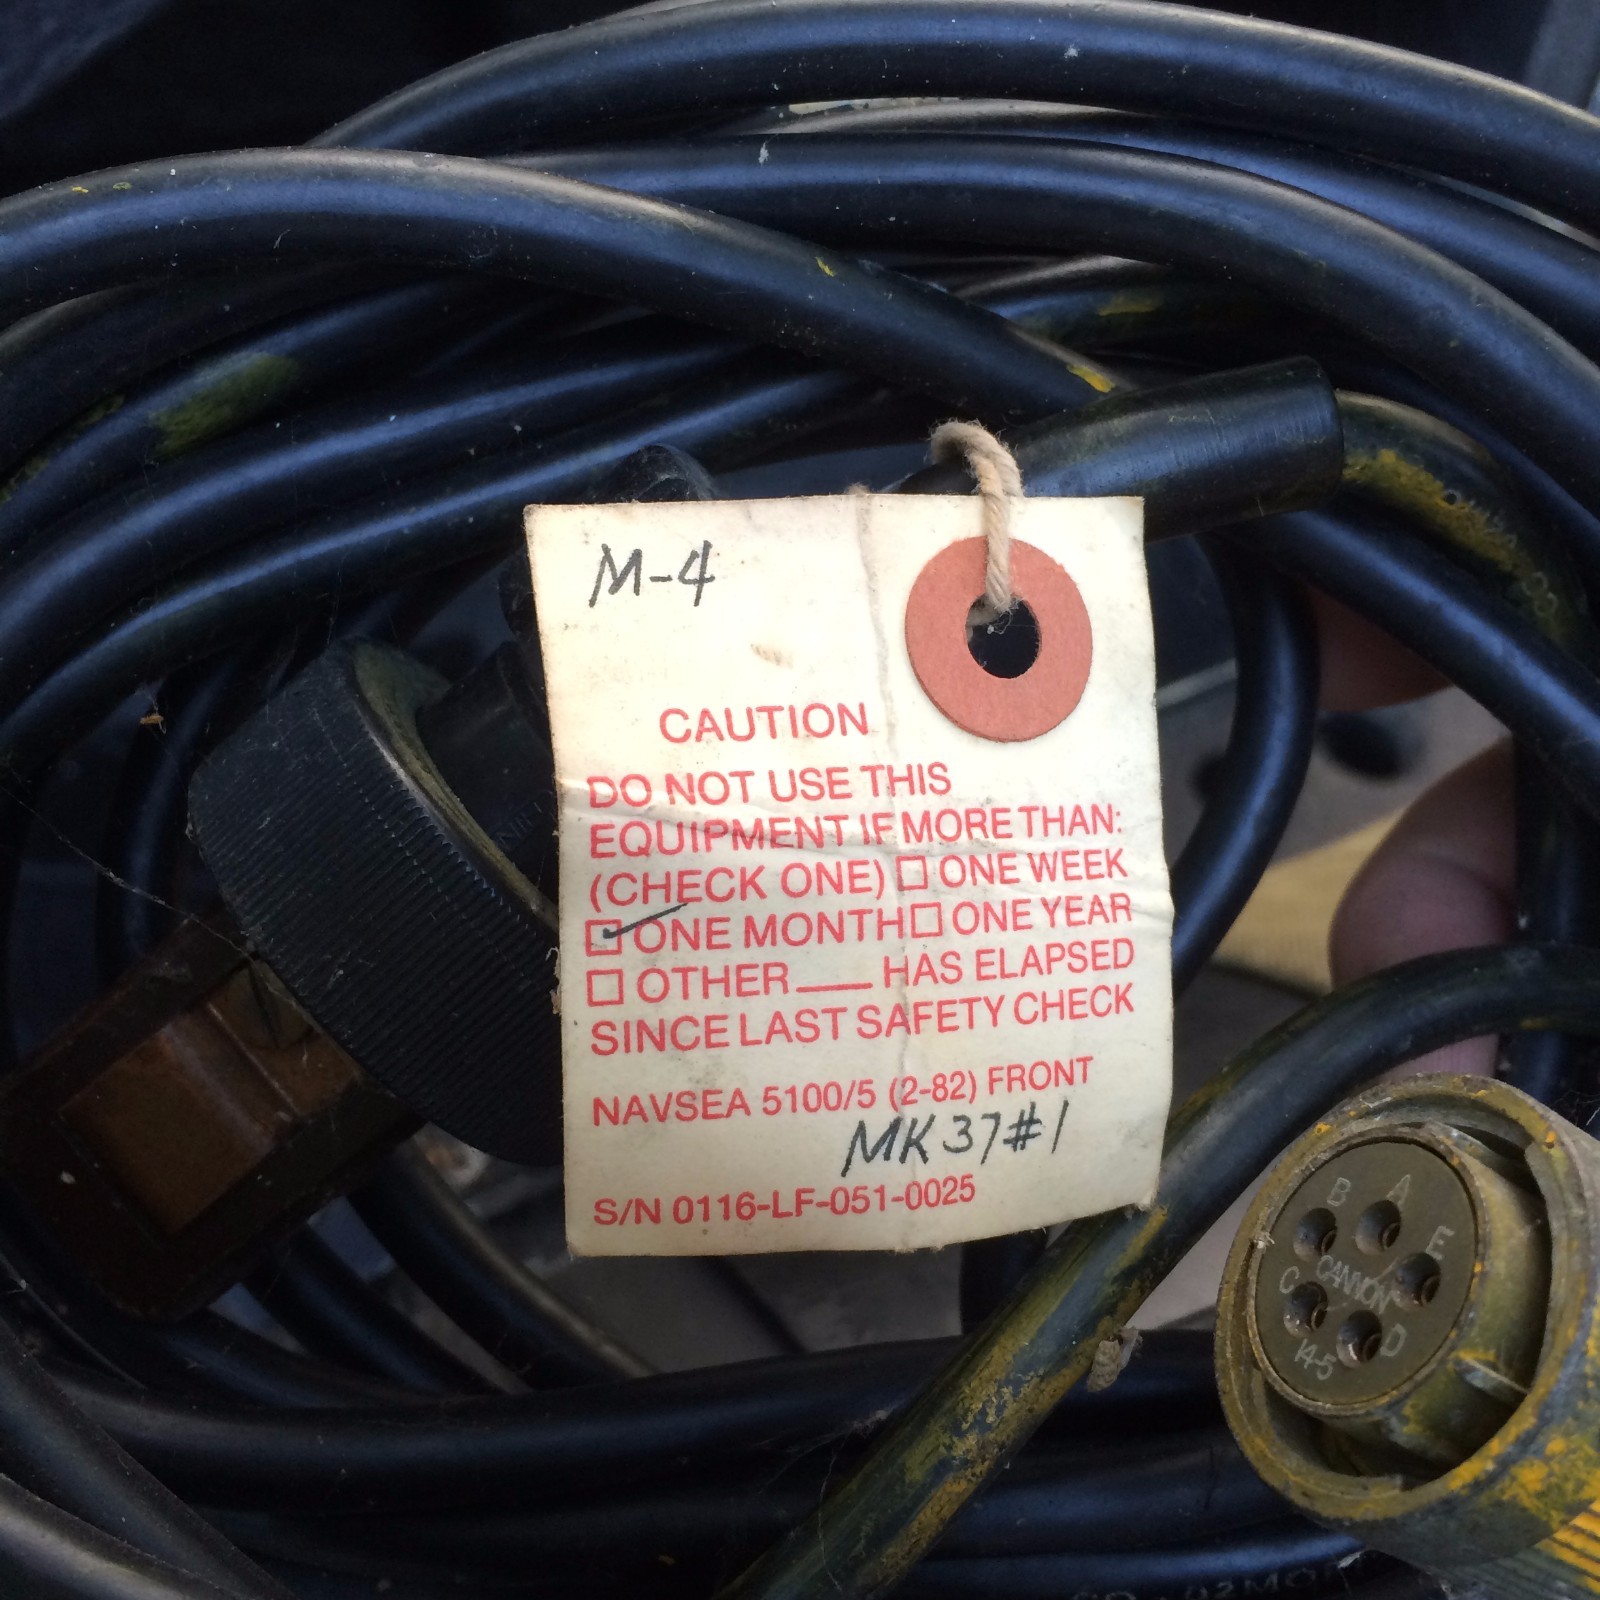 M-4
CAUTION
DO NOT USE THIS
EQUIPMENT IF MORE THAN:
(CHECK ONE) ☐ ONE WEEK
☑ ONE MONTH ☐ ONE YEAR
☐ OTHER ___ HAS ELAPSED
SINCE LAST SAFETY CHECK
NAVSEA 5100/5 (2-82) FRONT
MK 37 #1
S/N 0116-LF-051-0025
B A
E
C CANNON
D
14-5